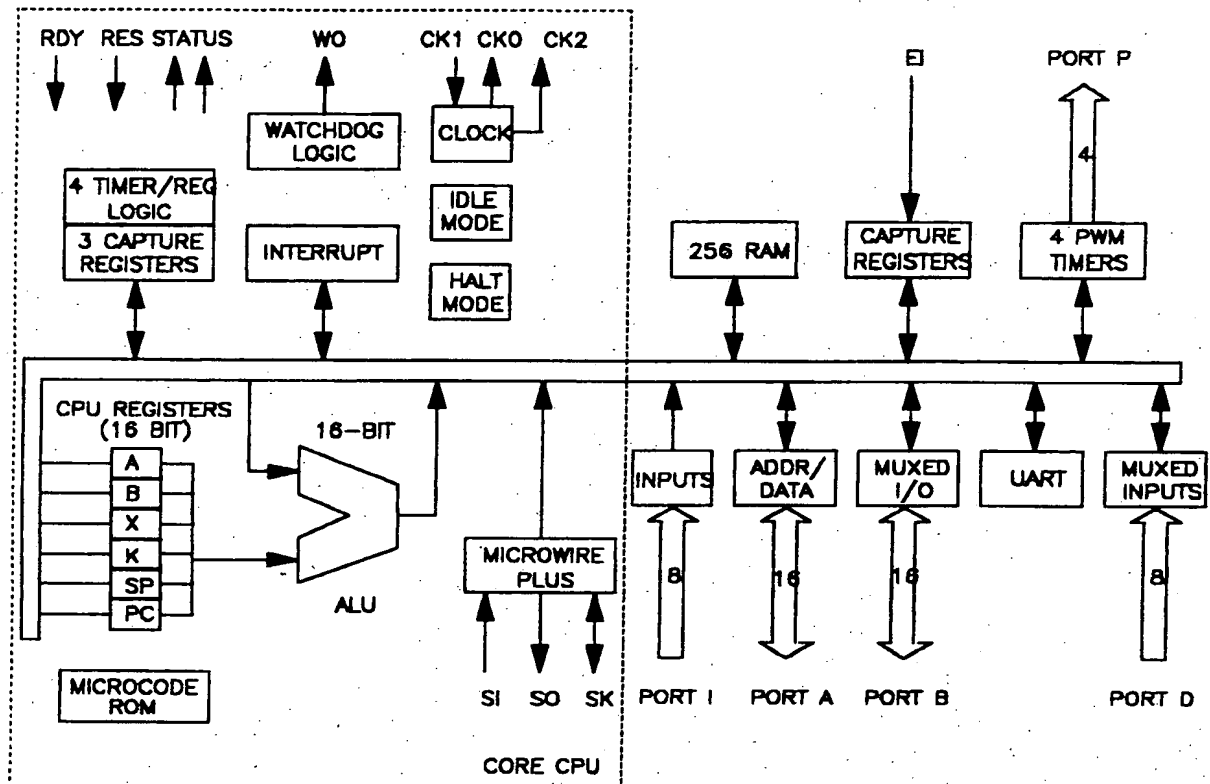 RDY RES STATUS WO CK1 CK0 CK2
EI PORT P
WATCHDOG
LOGIC
CLOCK
4
4 TIMER/REG
LOGIC
3 CAPTURE
REGISTERS
INTERRUPT
IDLE
MODE
HALT
MODE
256 RAM
CAPTURE
REGISTERS
4 PWM
TIMERS
CPU REGISTERS
(16 BIT)
A
B
X
K
SP
PC
16-BIT
ALU
MICROWIRE
PLUS
SI SO SK
MICROCODE
ROM
CORE CPU
INPUTS
8
PORT I
ADDR/
DATA
16
PORT A
MUXED
I/O
16
PORT B
UART
MUXED
INPUTS
8
PORT D